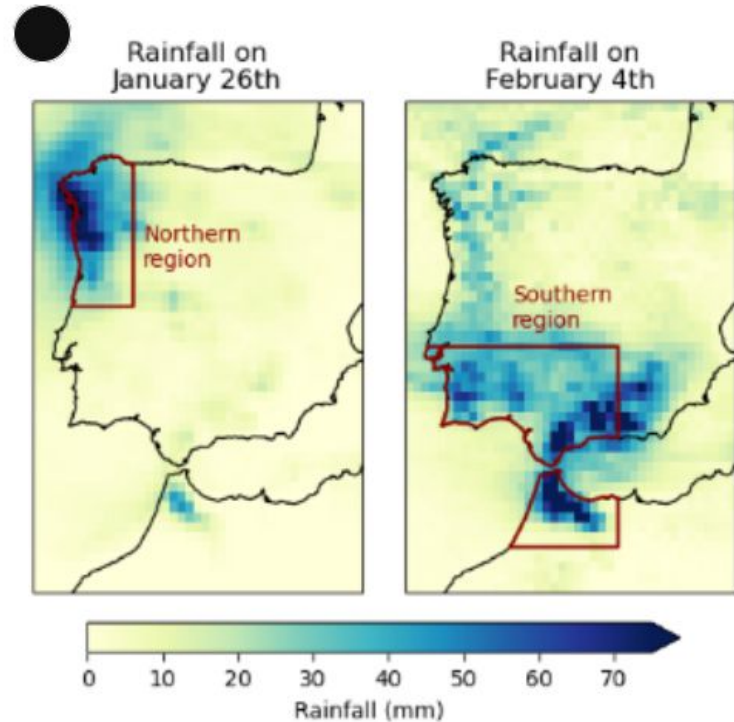 Rainfall on
January 26th
Rainfall on
February 4th
Northern
region
Southern
region
0 10 20 30 40 50 60 70
Rainfall (mm)